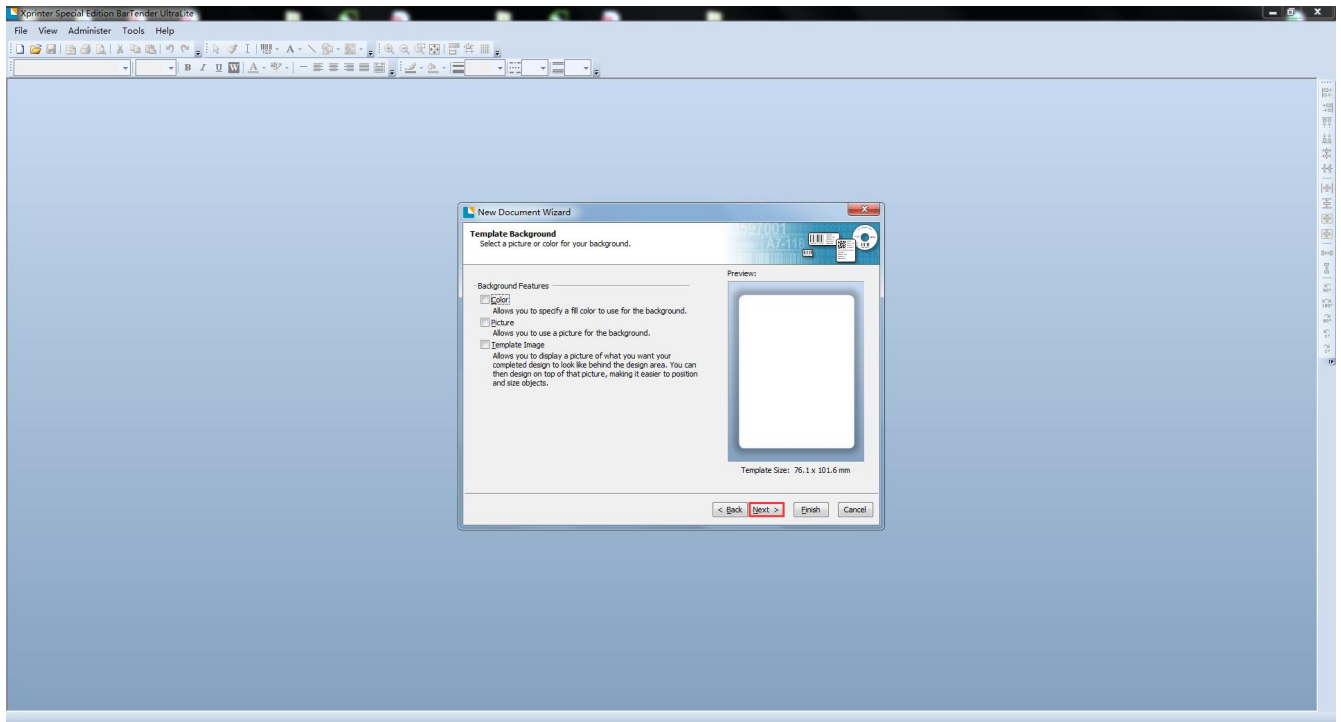 Xprinter Special Edition BarTender UltraLite
File View Administer Tools Help
New Document Wizard
Template Background
Select a picture or color for your background.
Background Features
Color
Allows you to specify a fill color to use for the background.
Picture
Allows you to use a picture for the background.
Template Image
Allows you to display a picture of what you want your
completed design to look like behind the design area. You can
then design on top of that picture, making it easier to position
and size objects.
Preview:
Template Size: 76.1 x 101.6 mm
< Back Next > Finish Cancel